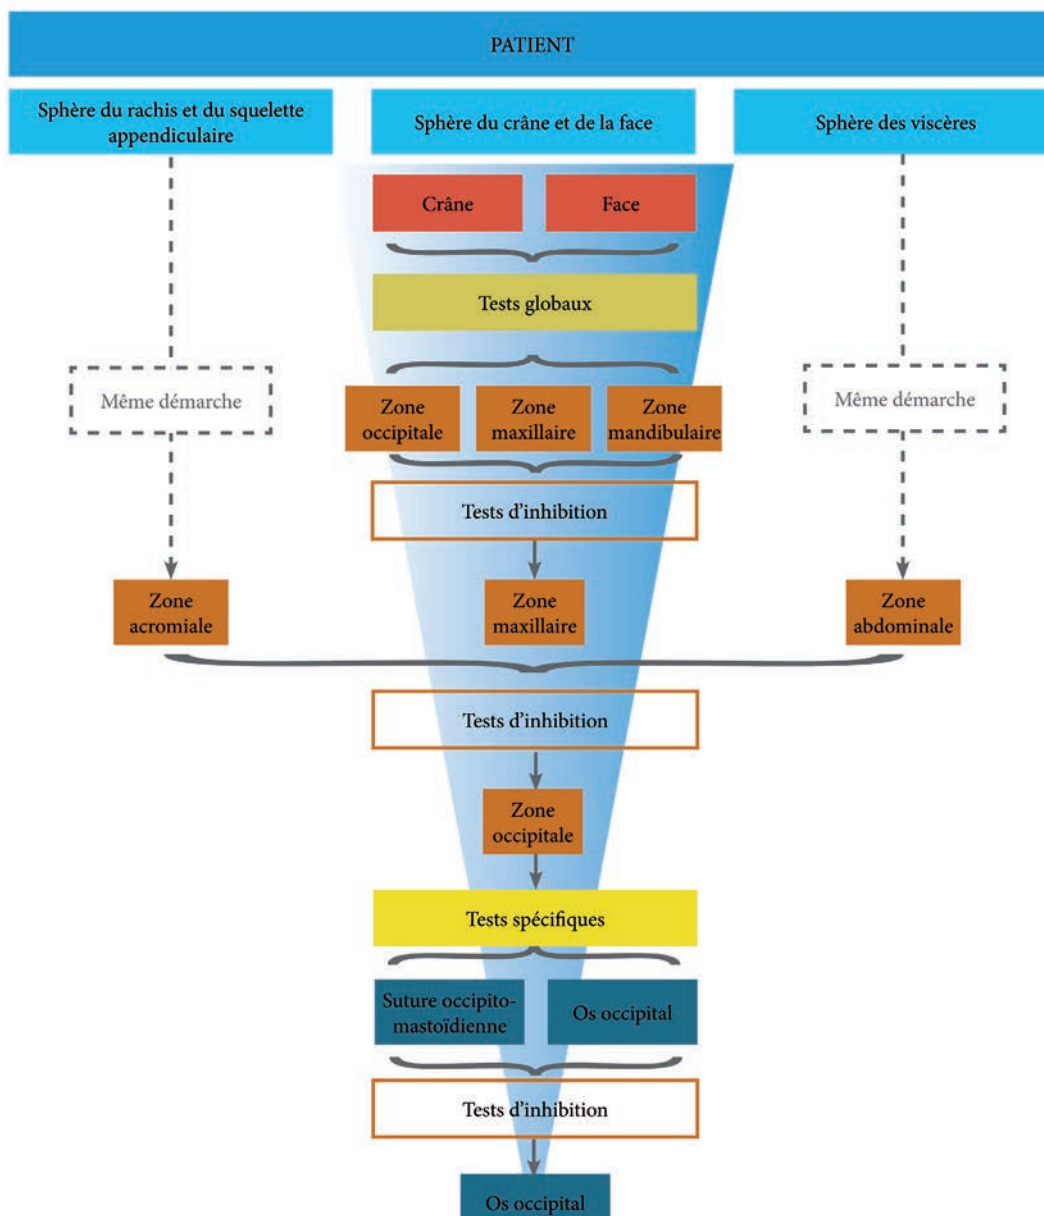 PATIENT
Sphère du rachis et du squelette
appendiculaire
Sphère du crâne et de la face
Sphère des viscères
Crâne
Face
Tests globaux
Même démarche
Même démarche
Zone
occipitale
Zone
maxillaire
Zone
mandibulaire
Tests d'inhibition
Zone
acromiale
Zone
maxillaire
Zone
abdominale
Tests d'inhibition
Zone
occipitale
Tests spécifiques
Suture occipito-
mastoïdienne
Os occipital
Tests d'inhibition
Os occipital